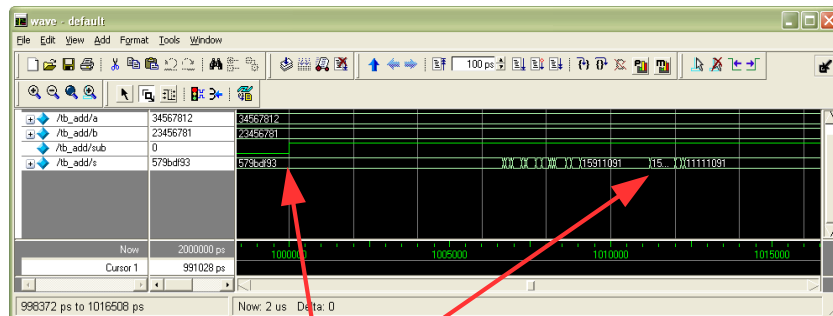 wave - default
File Edit View Add Format Tools Window
100 ps
/tb_add/a 34567812 34567812
/tb_add/b 23456781 23456781
/tb_add/sub 0
/tb_add/s 579bdf93 579bdf93 15911091 15... 11111091
Now 2000000 ps 1000000 1005000 1010000 1015000
Cursor 1 991028 ps
998372 ps to 1016508 ps Now: 2 us Delta: 0